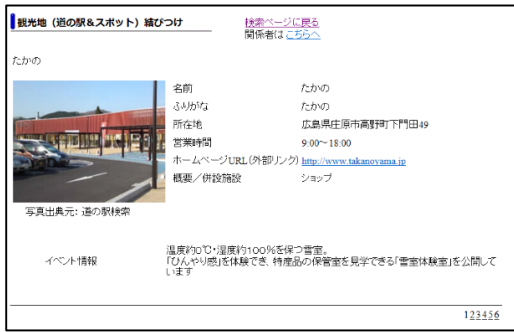 観光地（道の駅&スポット）結びつけ
検索ページに戻る
関係者は こちらへ
たかの
名前 たかの
ふりがな たかの
所在地 広島県庄原市高野町下門田49
営業時間 9:00～18:00
ホームページURL(外部リンク) http://www.takanoyama.jp
概要／併設施設 ショップ
写真出典元: 道の駅検索
イベント情報
温度約0℃・湿度約100％を保つ雪室。
「ひんやり感」を体験でき、特産品の保管室を見学できる「雪室体験室」を公開して
います
123456